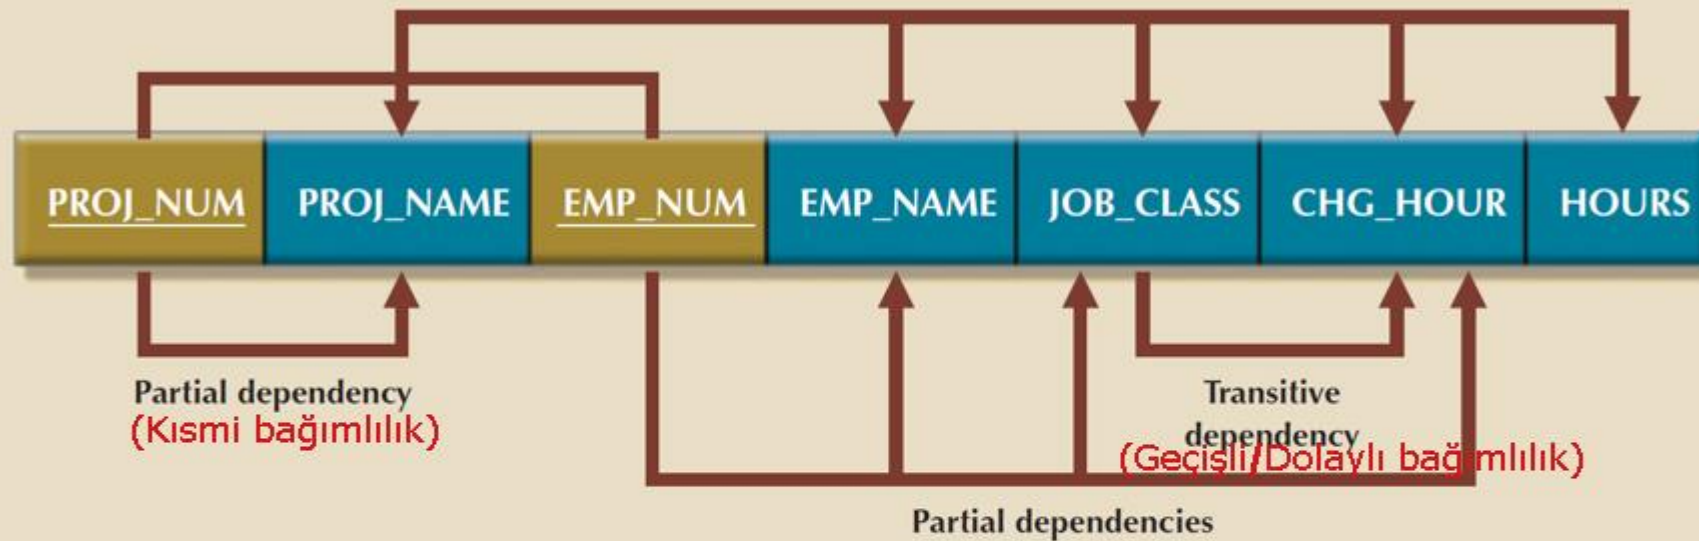 PROJ_NUM PROJ_NAME EMP_NUM EMP_NAME JOB_CLASS CHG_HOUR HOURS
Partial dependency
(Kısmi bağımlılık)
Transitive
dependency
(Geçişli/Dolaylı bağımlılık)
Partial dependencies